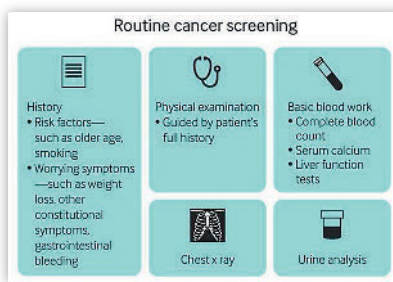 Routine cancer screening
History
• Risk factors—
such as older age,
smoking
• Worrying symptoms
—such as weight
loss, other
constitutional
symptoms,
gastrointestinal
bleeding
Physical examination
• Guided by patient's
full history
Basic blood work
• Complete blood
count
• Serum calcium
• Liver function
tests
Chest x ray
Urine analysis